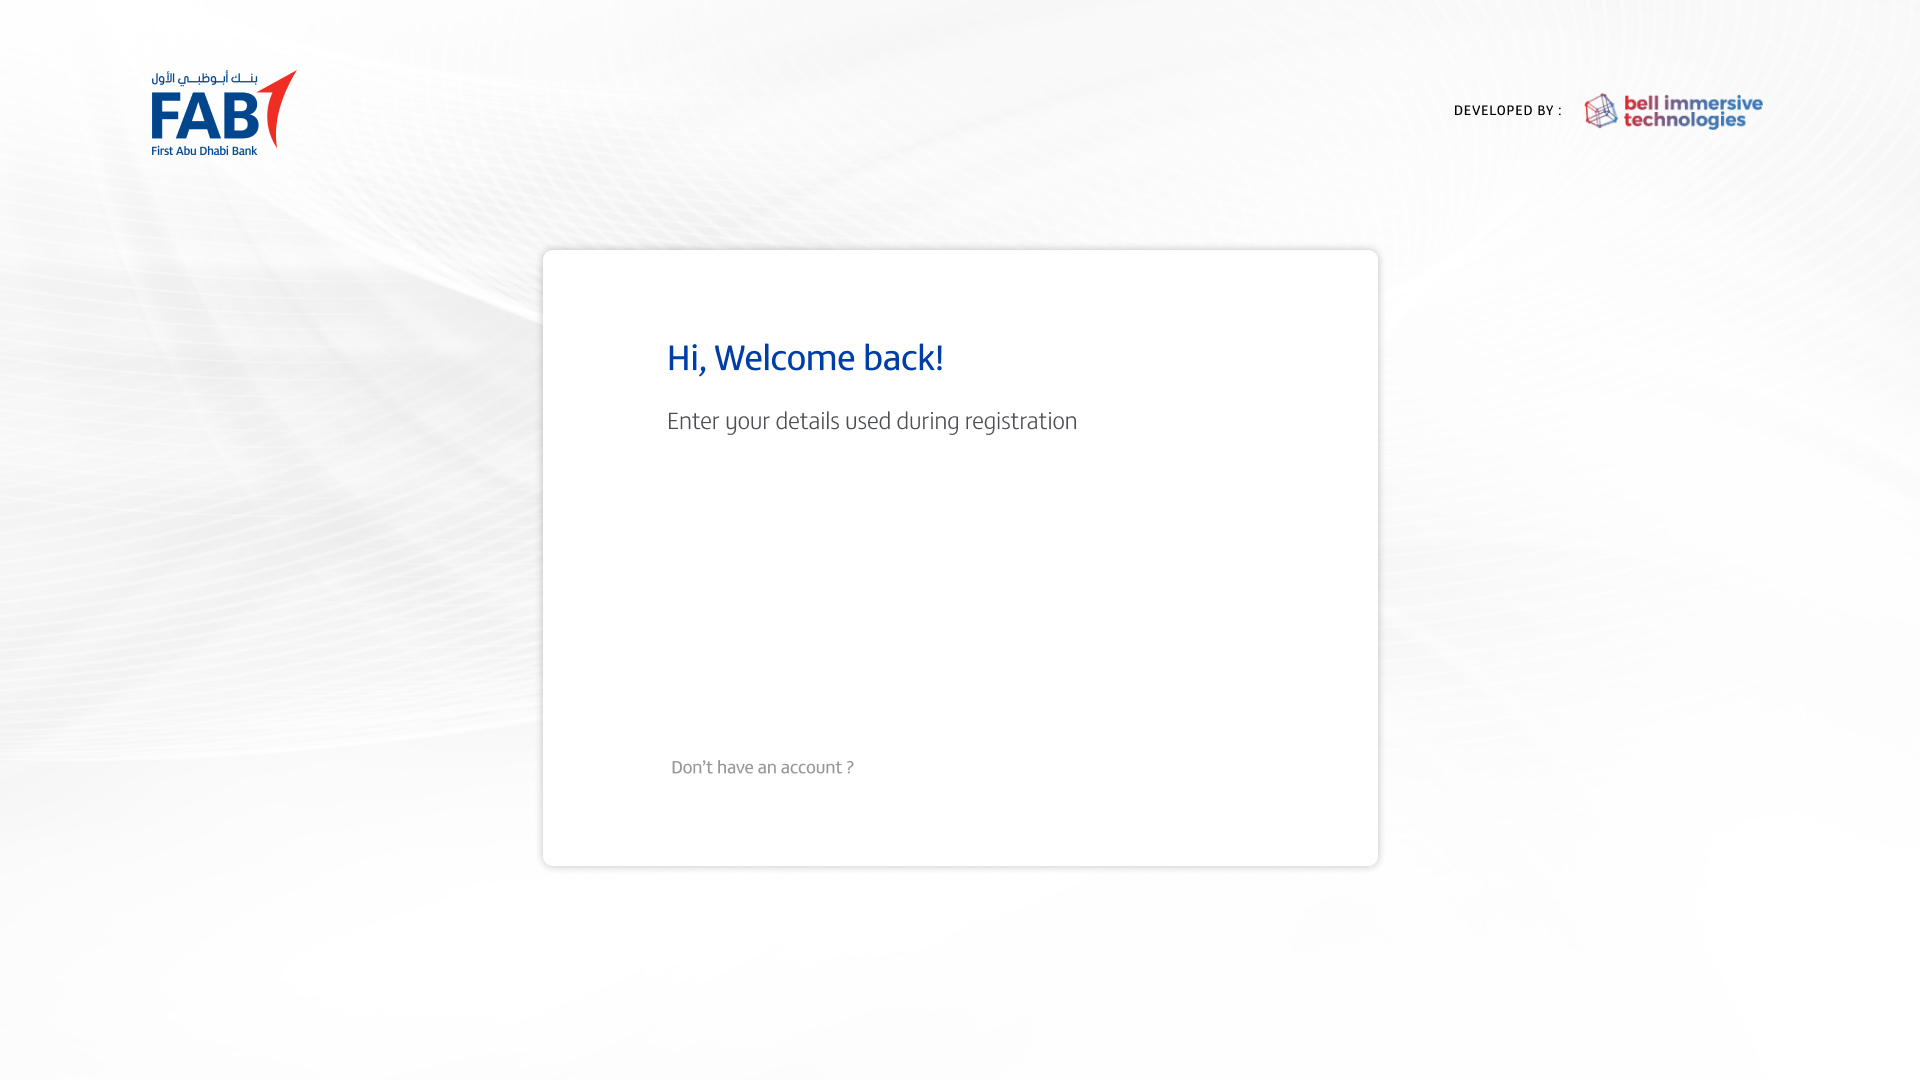 بنك أبوظبي الأول
FAB
First Abu Dhabi Bank
DEVELOPED BY :
bell immersive
technologies
Hi, Welcome back!
Enter your details used during registration
Don’t have an account ?